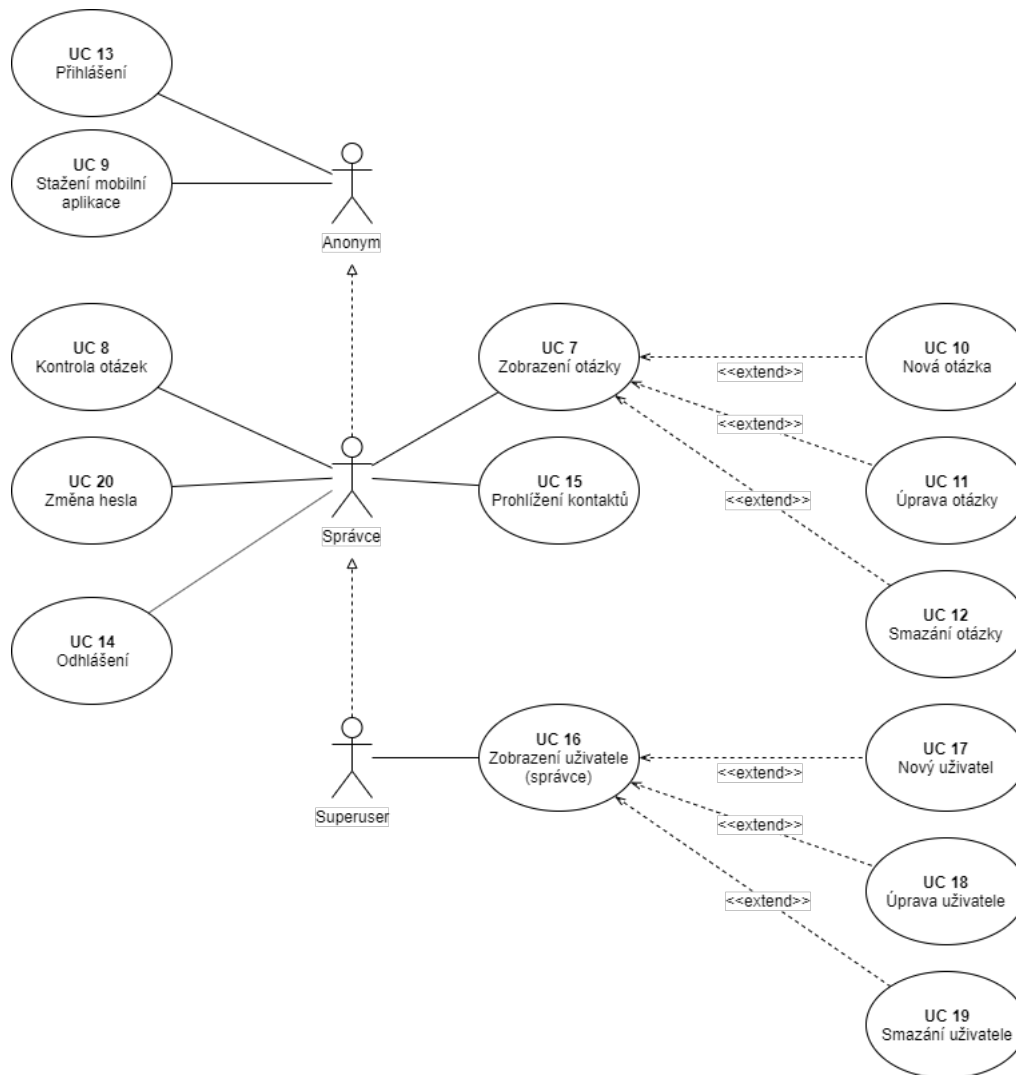 UC 13
Přihlášení
UC 9
Stažení mobilní
aplikace
Anonym
UC 8
Kontrola otázek
UC 7
Zobrazení otázky
<<extend>>
UC 10
Nová otázka
<<extend>>
UC 20
Změna hesla
Správce
UC 15
Prohlížení kontaktů
<<extend>>
UC 11
Úprava otázky
UC 14
Odhlášení
UC 12
Smazání otázky
Superuser
UC 16
Zobrazení uživatele
(správce)
<<extend>>
UC 17
Nový uživatel
<<extend>>
UC 18
Úprava uživatele
<<extend>>
UC 19
Smazání uživatele